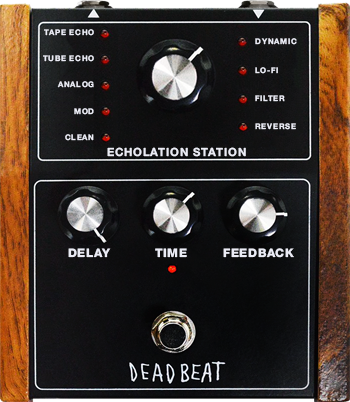 TAPE ECHO
TUBE ECHO
ANALOG
MOD
CLEAN
DYNAMIC
LO-FI
FILTER
REVERSE
ECHOLATION STATION
DELAY TIME FEEDBACK
DEADBEAT